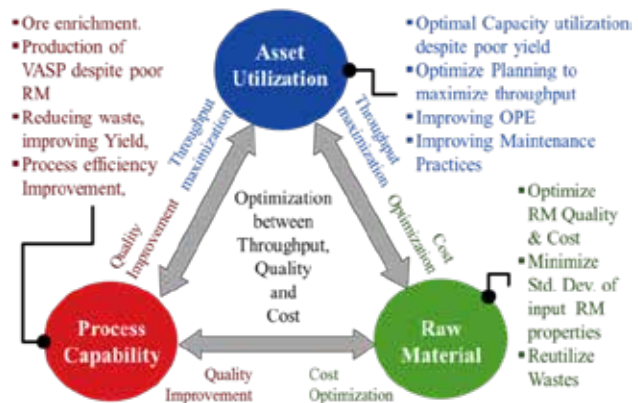 ▪Ore enrichment.
▪Production of
VASP despite poor
RM
▪Reducing waste,
improving Yield,
▪Process efficiency
Improvement,
Asset
Utilization
▪Optimal Capacity utilization
despite poor yield
▪Optimize Planning to
maximize throughput
▪Improving OPE
▪Improving Maintenance
Practices
Throughput
maximization
Throughput
maximization
Quality
Improvement
Cost
Optimization
Optimization
between
Throughput,
Quality
and
Cost
▪Optimize
RM Quality
& Cost
▪Minimize
Std. Dev. of
input RM
properties
▪Reutilize
Wastes
Process
Capability
Raw
Material
Quality
Improvement
Cost
Optimization